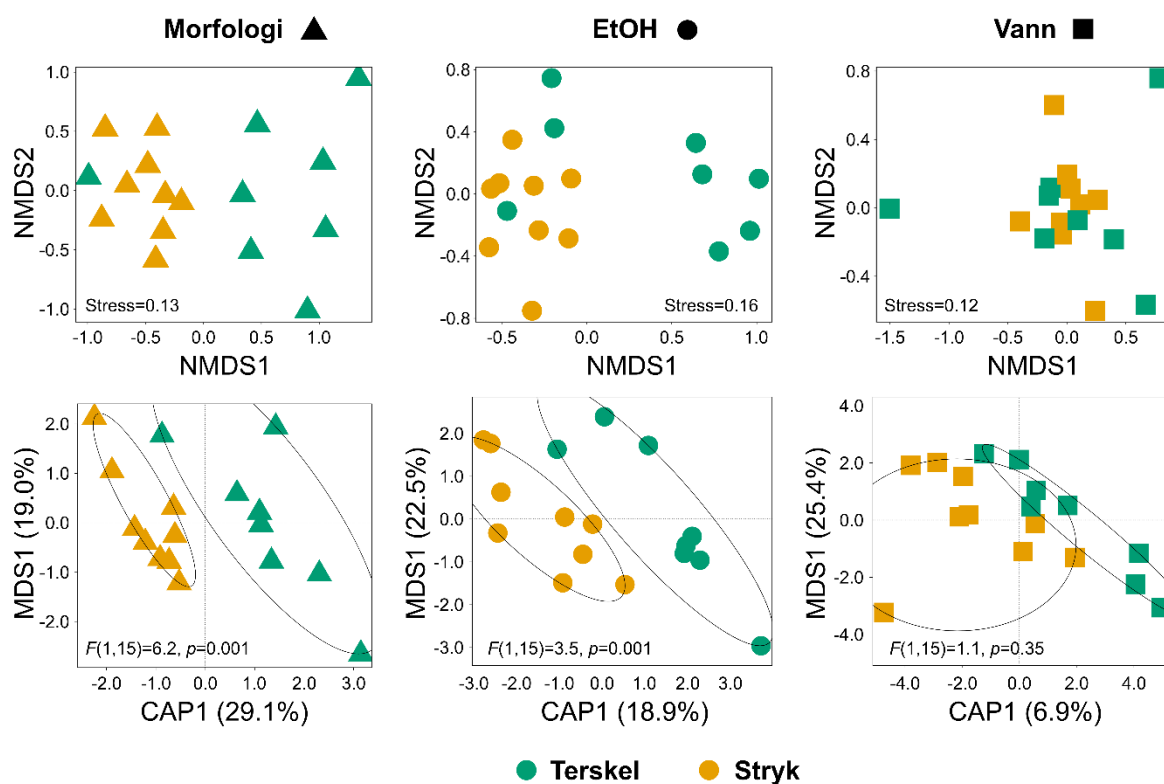 Morfologi
EtOH
Vann
1.0
0.5
0.0
-0.5
-1.0
NMDS2
Stress=0.13
-1.0
-0.5
0.0
0.5
1.0
NMDS1
0.8
0.4
0.0
-0.4
-0.8
NMDS2
Stress=0.16
-0.5
0.0
0.5
1.0
NMDS1
0.8
0.4
0.0
-0.4
NMDS2
Stress=0.12
-1.5
-1.0
-0.5
0.0
0.5
NMDS1
2.0
1.0
0.0
-1.0
-2.0
MDS1 (19.0%)
F(1,15)=6.2, p=0.001
-2.0
-1.0
0.0
1.0
2.0
3.0
CAP1 (29.1%)
2.0
1.0
0.0
-1.0
-2.0
-3.0
MDS1 (22.5%)
F(1,15)=3.5, p=0.001
-3.0
-2.0
-1.0
0.0
1.0
2.0
3.0
4.0
CAP1 (18.9%)
4.0
2.0
0.0
-2.0
-4.0
MDS1 (25.4%)
F(1,15)=1.1, p=0.35
-4.0
-2.0
0.0
2.0
4.0
CAP1 (6.9%)
Terskel
Stryk